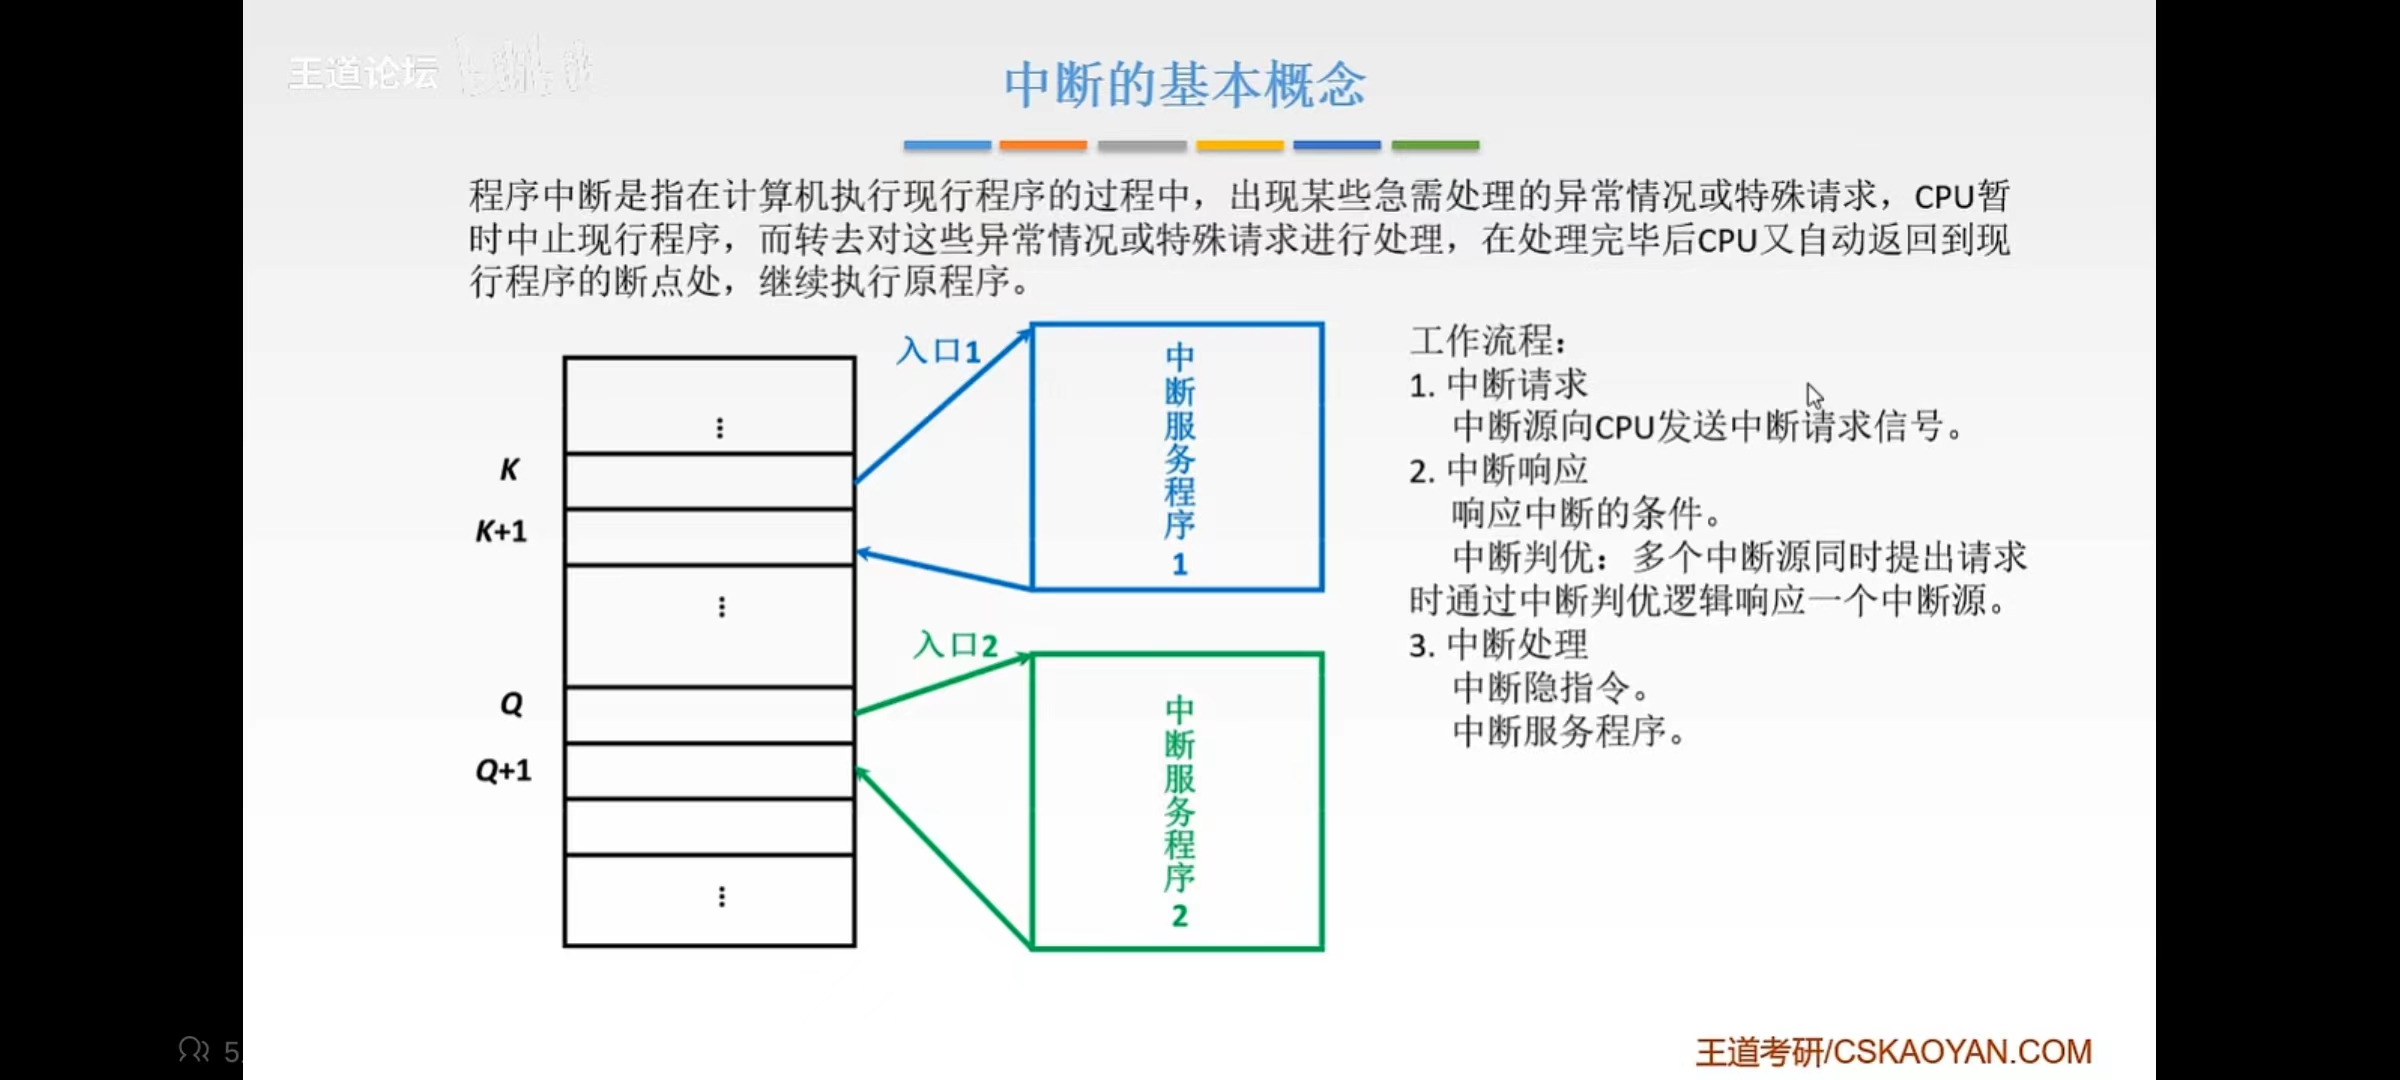 王道论坛
中断的基本概念
程序中断是指在计算机执行现行程序的过程中，出现某些急需处理的异常情况或特殊请求，CPU暂
时中止现行程序，而转去对这些异常情况或特殊请求进行处理，在处理完毕后CPU又自动返回到现
行程序的断点处，继续执行原程序。
K
K+1
Q
Q+1
入口1
中断服务程序1
入口2
中断服务程序2
工作流程：
1. 中断请求
中断源向CPU发送中断请求信号。
2. 中断响应
响应中断的条件。
中断判优：多个中断源同时提出请求
时通过中断判优逻辑响应一个中断源。
3. 中断处理
中断隐指令。
中断服务程序。
王道考研/CSKAOYAN.COM